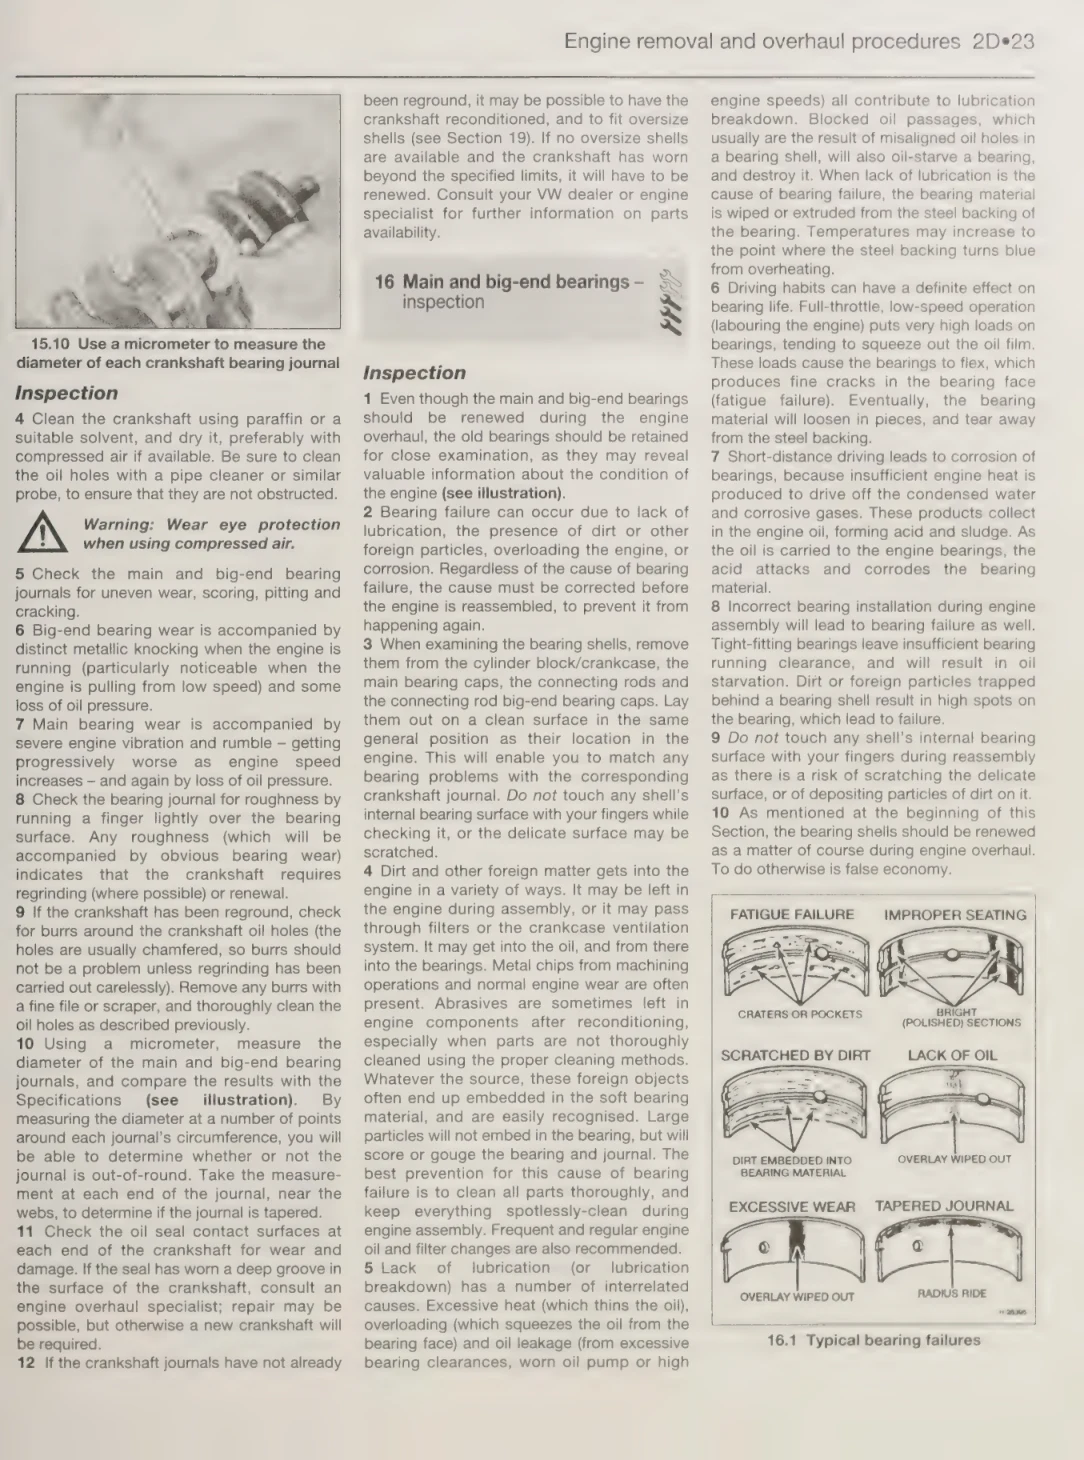 Engine removal and overhaul procedures 2D•23
15.10 Use a micrometer to measure the
diameter of each crankshaft bearing journal
Inspection
4 Clean the crankshaft using paraffin or a
suitable solvent, and dry it, preferably with
compressed air if available. Be sure to clean
the oil holes with a pipe cleaner or similar
probe, to ensure that they are not obstructed.
Warning: Wear eye protection
when using compressed air.
5 Check the main and big-end bearing
journals for uneven wear, scoring, pitting and
cracking.
6 Big-end bearing wear is accompanied by
distinct metallic knocking when the engine is
running (particularly noticeable when the
engine is pulling from low speed) and some
loss of oil pressure.
7 Main bearing wear is accompanied by
severe engine vibration and rumble – getting
progressively worse as engine speed
increases – and again by loss of oil pressure.
8 Check the bearing journal for roughness by
running a finger lightly over the bearing
surface. Any roughness (which will be
accompanied by obvious bearing wear)
indicates that the crankshaft requires
regrinding (where possible) or renewal.
9 If the crankshaft has been reground, check
for burrs around the crankshaft oil holes (the
holes are usually chamfered, so burrs should
not be a problem unless regrinding has been
carried out carelessly). Remove any burrs with
a fine file or scraper, and thoroughly clean the
oil holes as described previously.
10 Using a micrometer, measure the
diameter of the main and big-end bearing
journals, and compare the results with the
Specifications (see illustration). By
measuring the diameter at a number of points
around each journal's circumference, you will
be able to determine whether or not the
journal is out-of-round. Take the measure-
ment at each end of the journal, near the
webs, to determine if the journal is tapered.
11 Check the oil seal contact surfaces at
each end of the crankshaft for wear and
damage. If the seal has worn a deep groove in
the surface of the crankshaft, consult an
engine overhaul specialist; repair may be
possible, but otherwise a new crankshaft will
be required.
12 If the crankshaft journals have not already
been reground, it may be possible to have the
crankshaft reconditioned, and to fit oversize
shells (see Section 19). If no oversize shells
are available and the crankshaft has worn
beyond the specified limits, it will have to be
renewed. Consult your VW dealer or engine
specialist for further information on parts
availability.
16 Main and big-end bearings –
inspection
Inspection
1 Even though the main and big-end bearings
should be renewed during the engine
overhaul, the old bearings should be retained
for close examination, as they may reveal
valuable information about the condition of
the engine (see illustration).
2 Bearing failure can occur due to lack of
lubrication, the presence of dirt or other
foreign particles, overloading the engine, or
corrosion. Regardless of the cause of bearing
failure, the cause must be corrected before
the engine is reassembled, to prevent it from
happening again.
3 When examining the bearing shells, remove
them from the cylinder block/crankcase, the
main bearing caps, the connecting rods and
the connecting rod big-end bearing caps. Lay
them out on a clean surface in the same
general position as their location in the
engine. This will enable you to match any
bearing problems with the corresponding
crankshaft journal. Do not touch any shell's
internal bearing surface with your fingers while
checking it, or the delicate surface may be
scratched.
4 Dirt and other foreign matter gets into the
engine in a variety of ways. It may be left in
the engine during assembly, or it may pass
through filters or the crankcase ventilation
system. It may get into the oil, and from there
into the bearings. Metal chips from machining
operations and normal engine wear are often
present. Abrasives are sometimes left in
engine components after reconditioning,
especially when parts are not thoroughly
cleaned using the proper cleaning methods.
Whatever the source, these foreign objects
often end up embedded in the soft bearing
material, and are easily recognised. Large
particles will not embed in the bearing, but will
score or gouge the bearing and journal. The
best prevention for this cause of bearing
failure is to clean all parts thoroughly, and
keep everything spotlessly-clean during
engine assembly. Frequent and regular engine
oil and filter changes are also recommended.
5 Lack of lubrication (or lubrication
breakdown) has a number of interrelated
causes. Excessive heat (which thins the oil),
overloading (which squeezes the oil from the
bearing face) and oil leakage (from excessive
bearing clearances, worn oil pump or high
engine speeds) all contribute to lubrication
breakdown. Blocked oil passages, which
usually are the result of misaligned oil holes in
a bearing shell, will also oil-starve a bearing,
and destroy it. When lack of lubrication is the
cause of bearing failure, the bearing material
is wiped or extruded from the steel backing of
the bearing. Temperatures may increase to
the point where the steel backing turns blue
from overheating.
6 Driving habits can have a definite effect on
bearing life. Full-throttle, low-speed operation
(labouring the engine) puts very high loads on
bearings, tending to squeeze out the oil film.
These loads cause the bearings to flex, which
produces fine cracks in the bearing face
(fatigue failure). Eventually, the bearing
material will loosen in pieces, and tear away
from the steel backing.
7 Short-distance driving leads to corrosion of
bearings, because insufficient engine heat is
produced to drive off the condensed water
and corrosive gases. These products collect
in the engine oil, forming acid and sludge. As
the oil is carried to the engine bearings, the
acid attacks and corrodes the bearing
material.
8 Incorrect bearing installation during engine
assembly will lead to bearing failure as well.
Tight-fitting bearings leave insufficient bearing
running clearance, and will result in oil
starvation. Dirt or foreign particles trapped
behind a bearing shell result in high spots on
the bearing, which lead to failure.
9 Do not touch any shell's internal bearing
surface with your fingers during reassembly
as there is a risk of scratching the delicate
surface, or of depositing particles of dirt on it.
10 As mentioned at the beginning of this
Section, the bearing shells should be renewed
as a matter of course during engine overhaul.
To do otherwise is false economy.
FATIGUE FAILURE
IMPROPER SEATING
CRATERS OR POCKETS
BRIGHT
(POLISHED) SECTIONS
SCRATCHED BY DIRT
LACK OF OIL
DIRT EMBEDDED INTO
BEARING MATERIAL
OVERLAY WIPED OUT
EXCESSIVE WEAR
TAPERED JOURNAL
OVERLAY WIPED OUT
RADIUS RIDE
16.1 Typical bearing failures